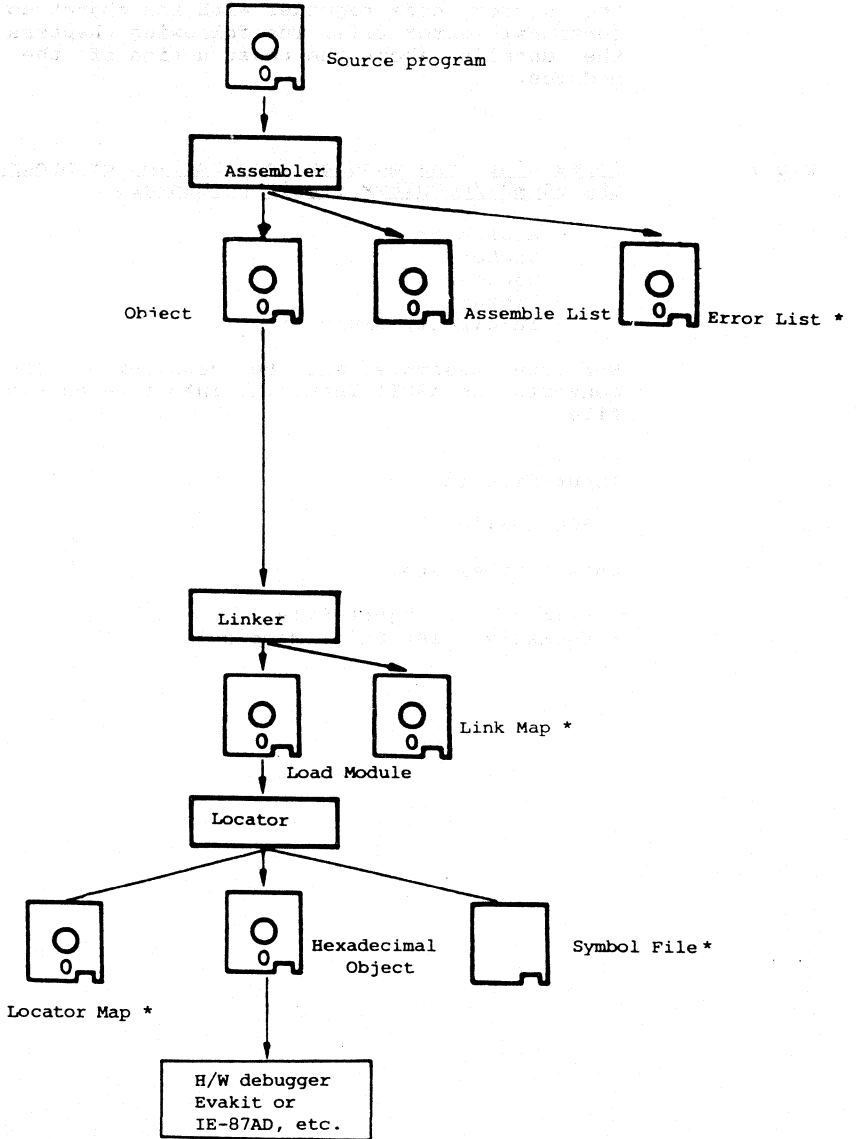 Source program
Assembler
Object
Assemble List
Error List *
Linker
Link Map *
Load Module
Locator
Hexadecimal
Object
Symbol File *
Locator Map *
H/W debugger
Evakit or
IE-87AD, etc.